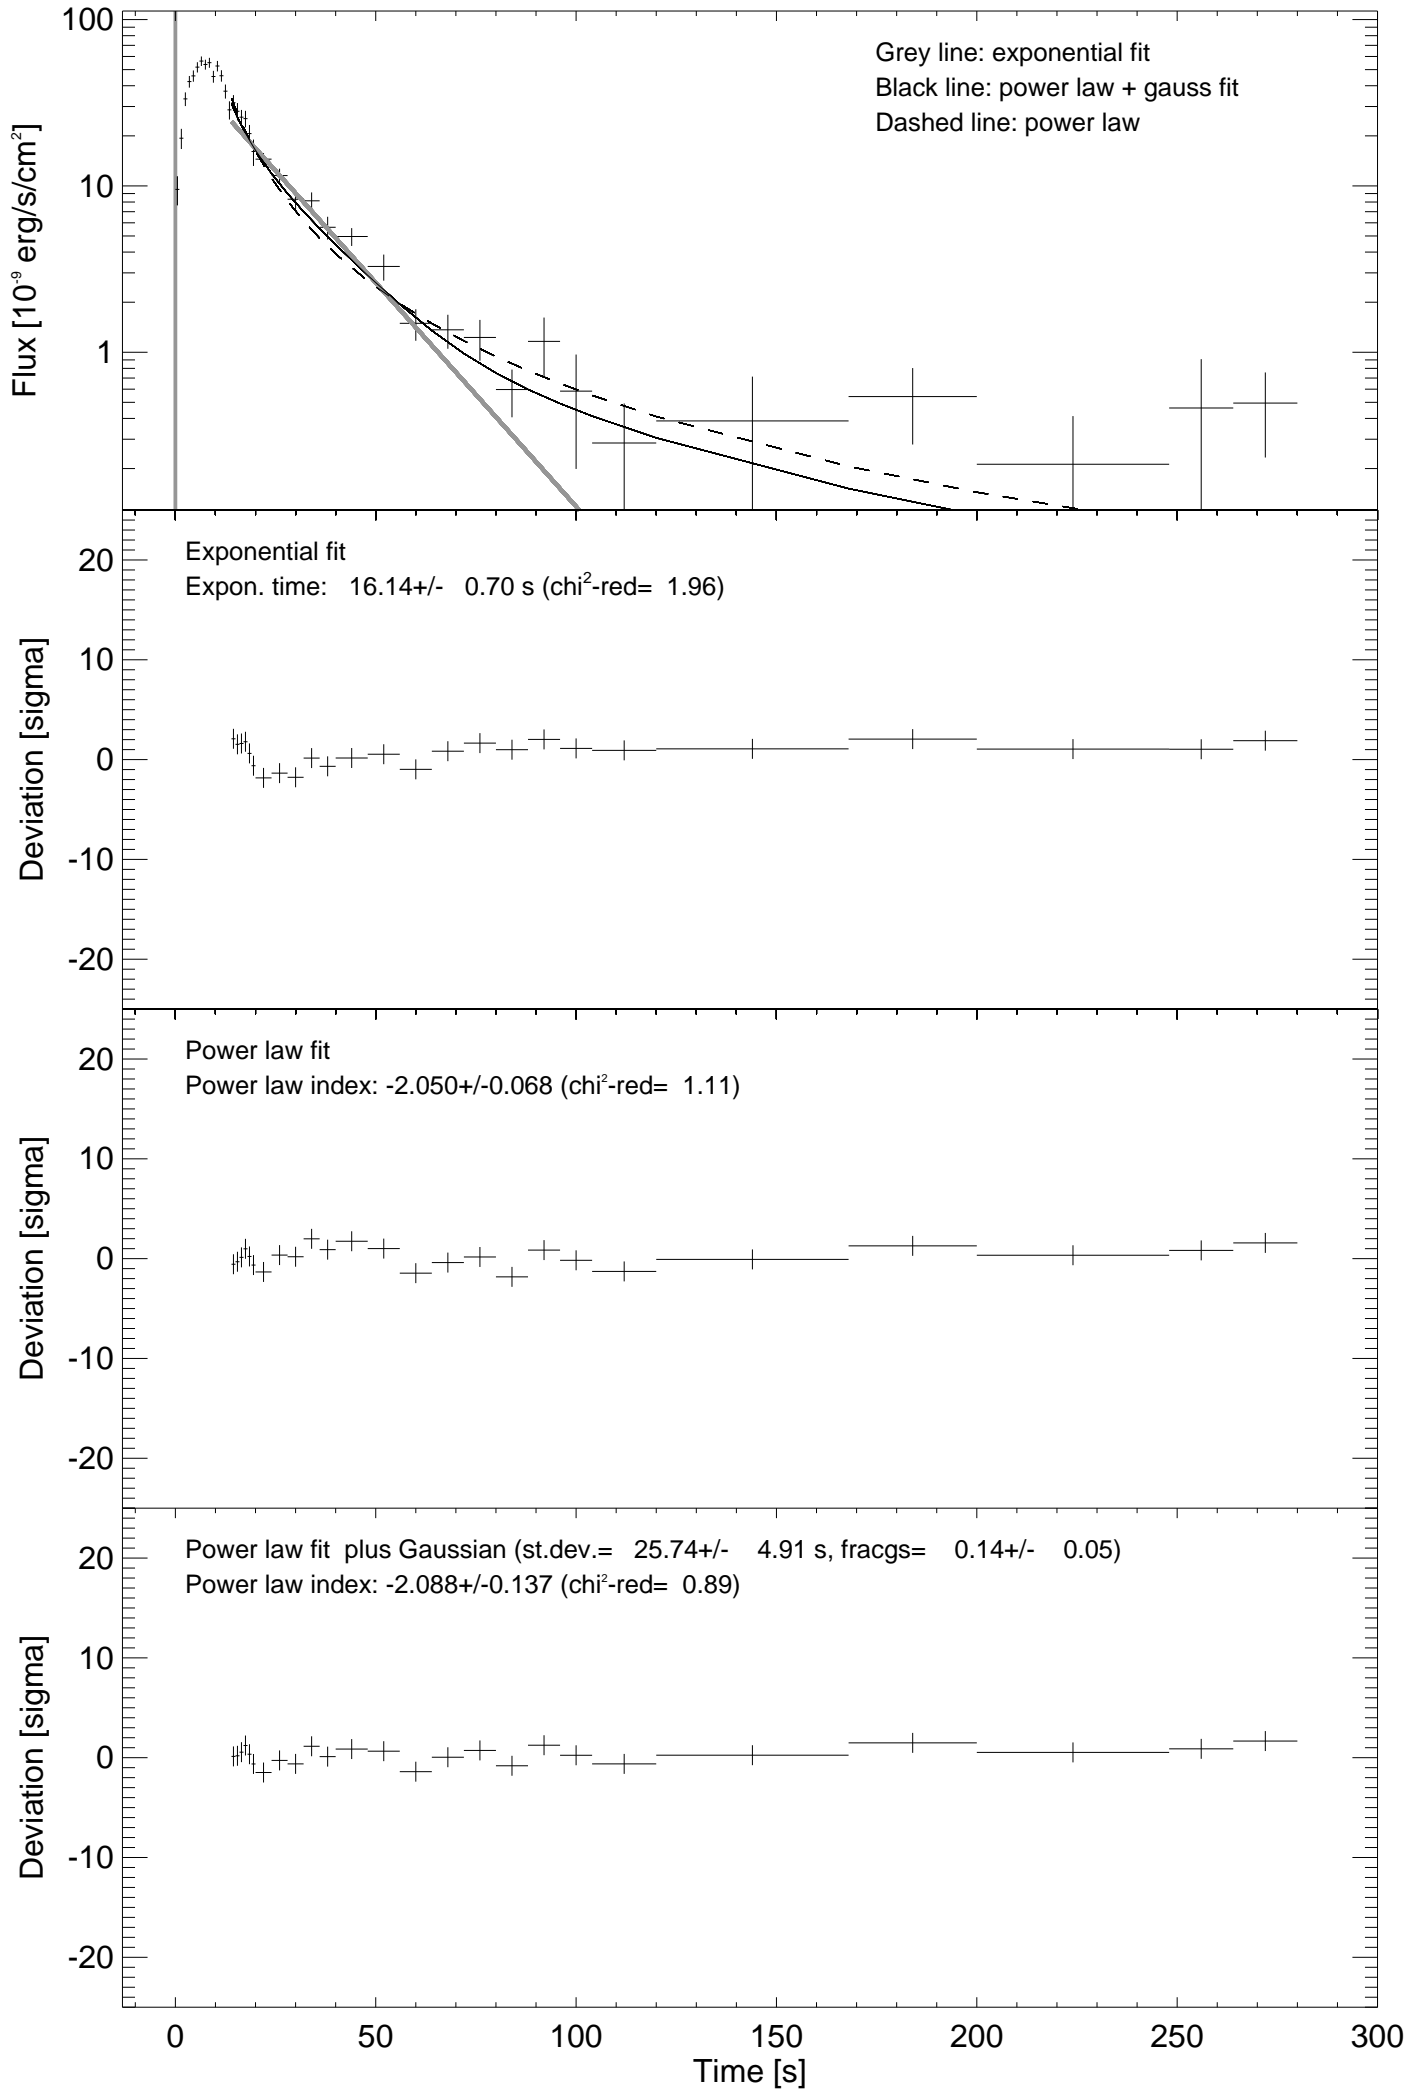 100
10
1
Flux [10⁻⁹ erg/s/cm²]
Grey line: exponential fit
Black line: power law + gauss fit
Dashed line: power law
20
10
0
-10
-20
Deviation [sigma]
Exponential fit
Expon. time: 16.14+/- 0.70 s (chi²-red= 1.96)
20
10
0
-10
-20
Deviation [sigma]
Power law fit
Power law index: -2.050+/-0.068 (chi²-red= 1.11)
20
10
0
-10
-20
Deviation [sigma]
Power law fit plus Gaussian (st.dev.= 25.74+/- 4.91 s, fracgs= 0.14+/- 0.05)
Power law index: -2.088+/-0.137 (chi²-red= 0.89)
0 50 100 150 200 250 300
Time [s]